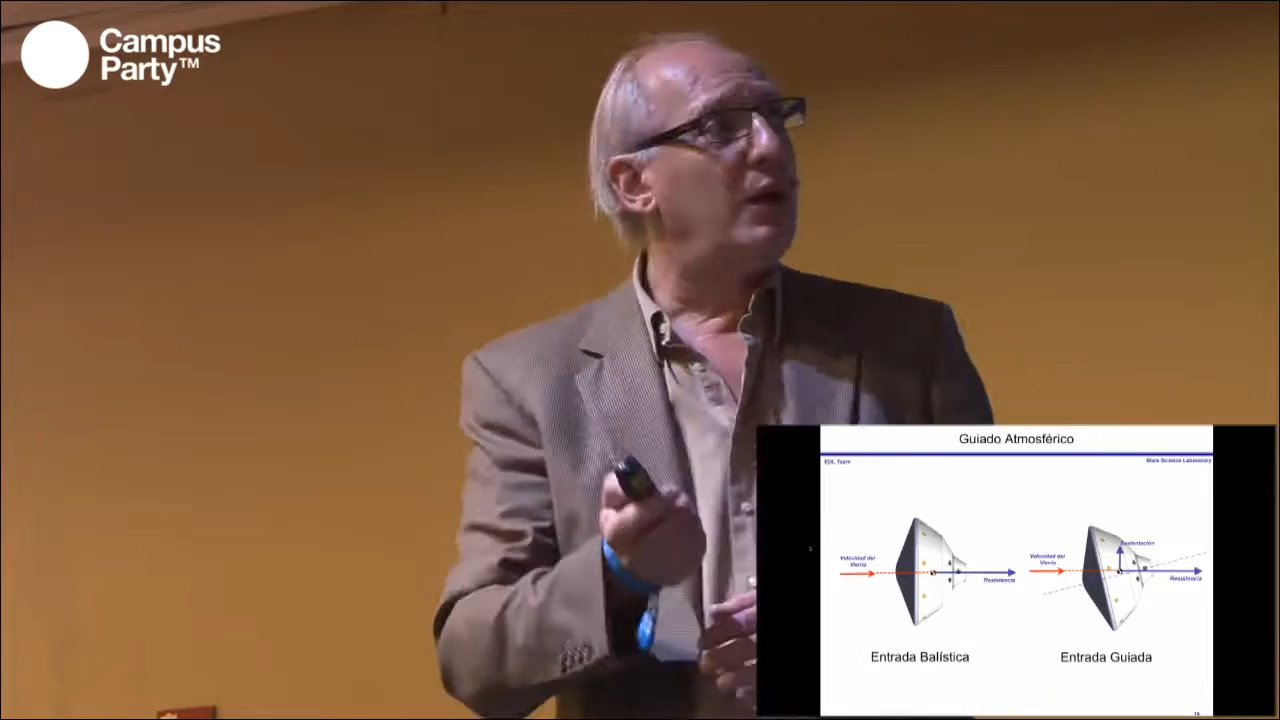 Campus
Party™
Guiado Atmosférico
EDL Team
Mars Science Laboratory
Velocidad del
Viento
Resistencia
Entrada Balística
Velocidad del
Viento
Sustentación
Resistencia
Entrada Guiada